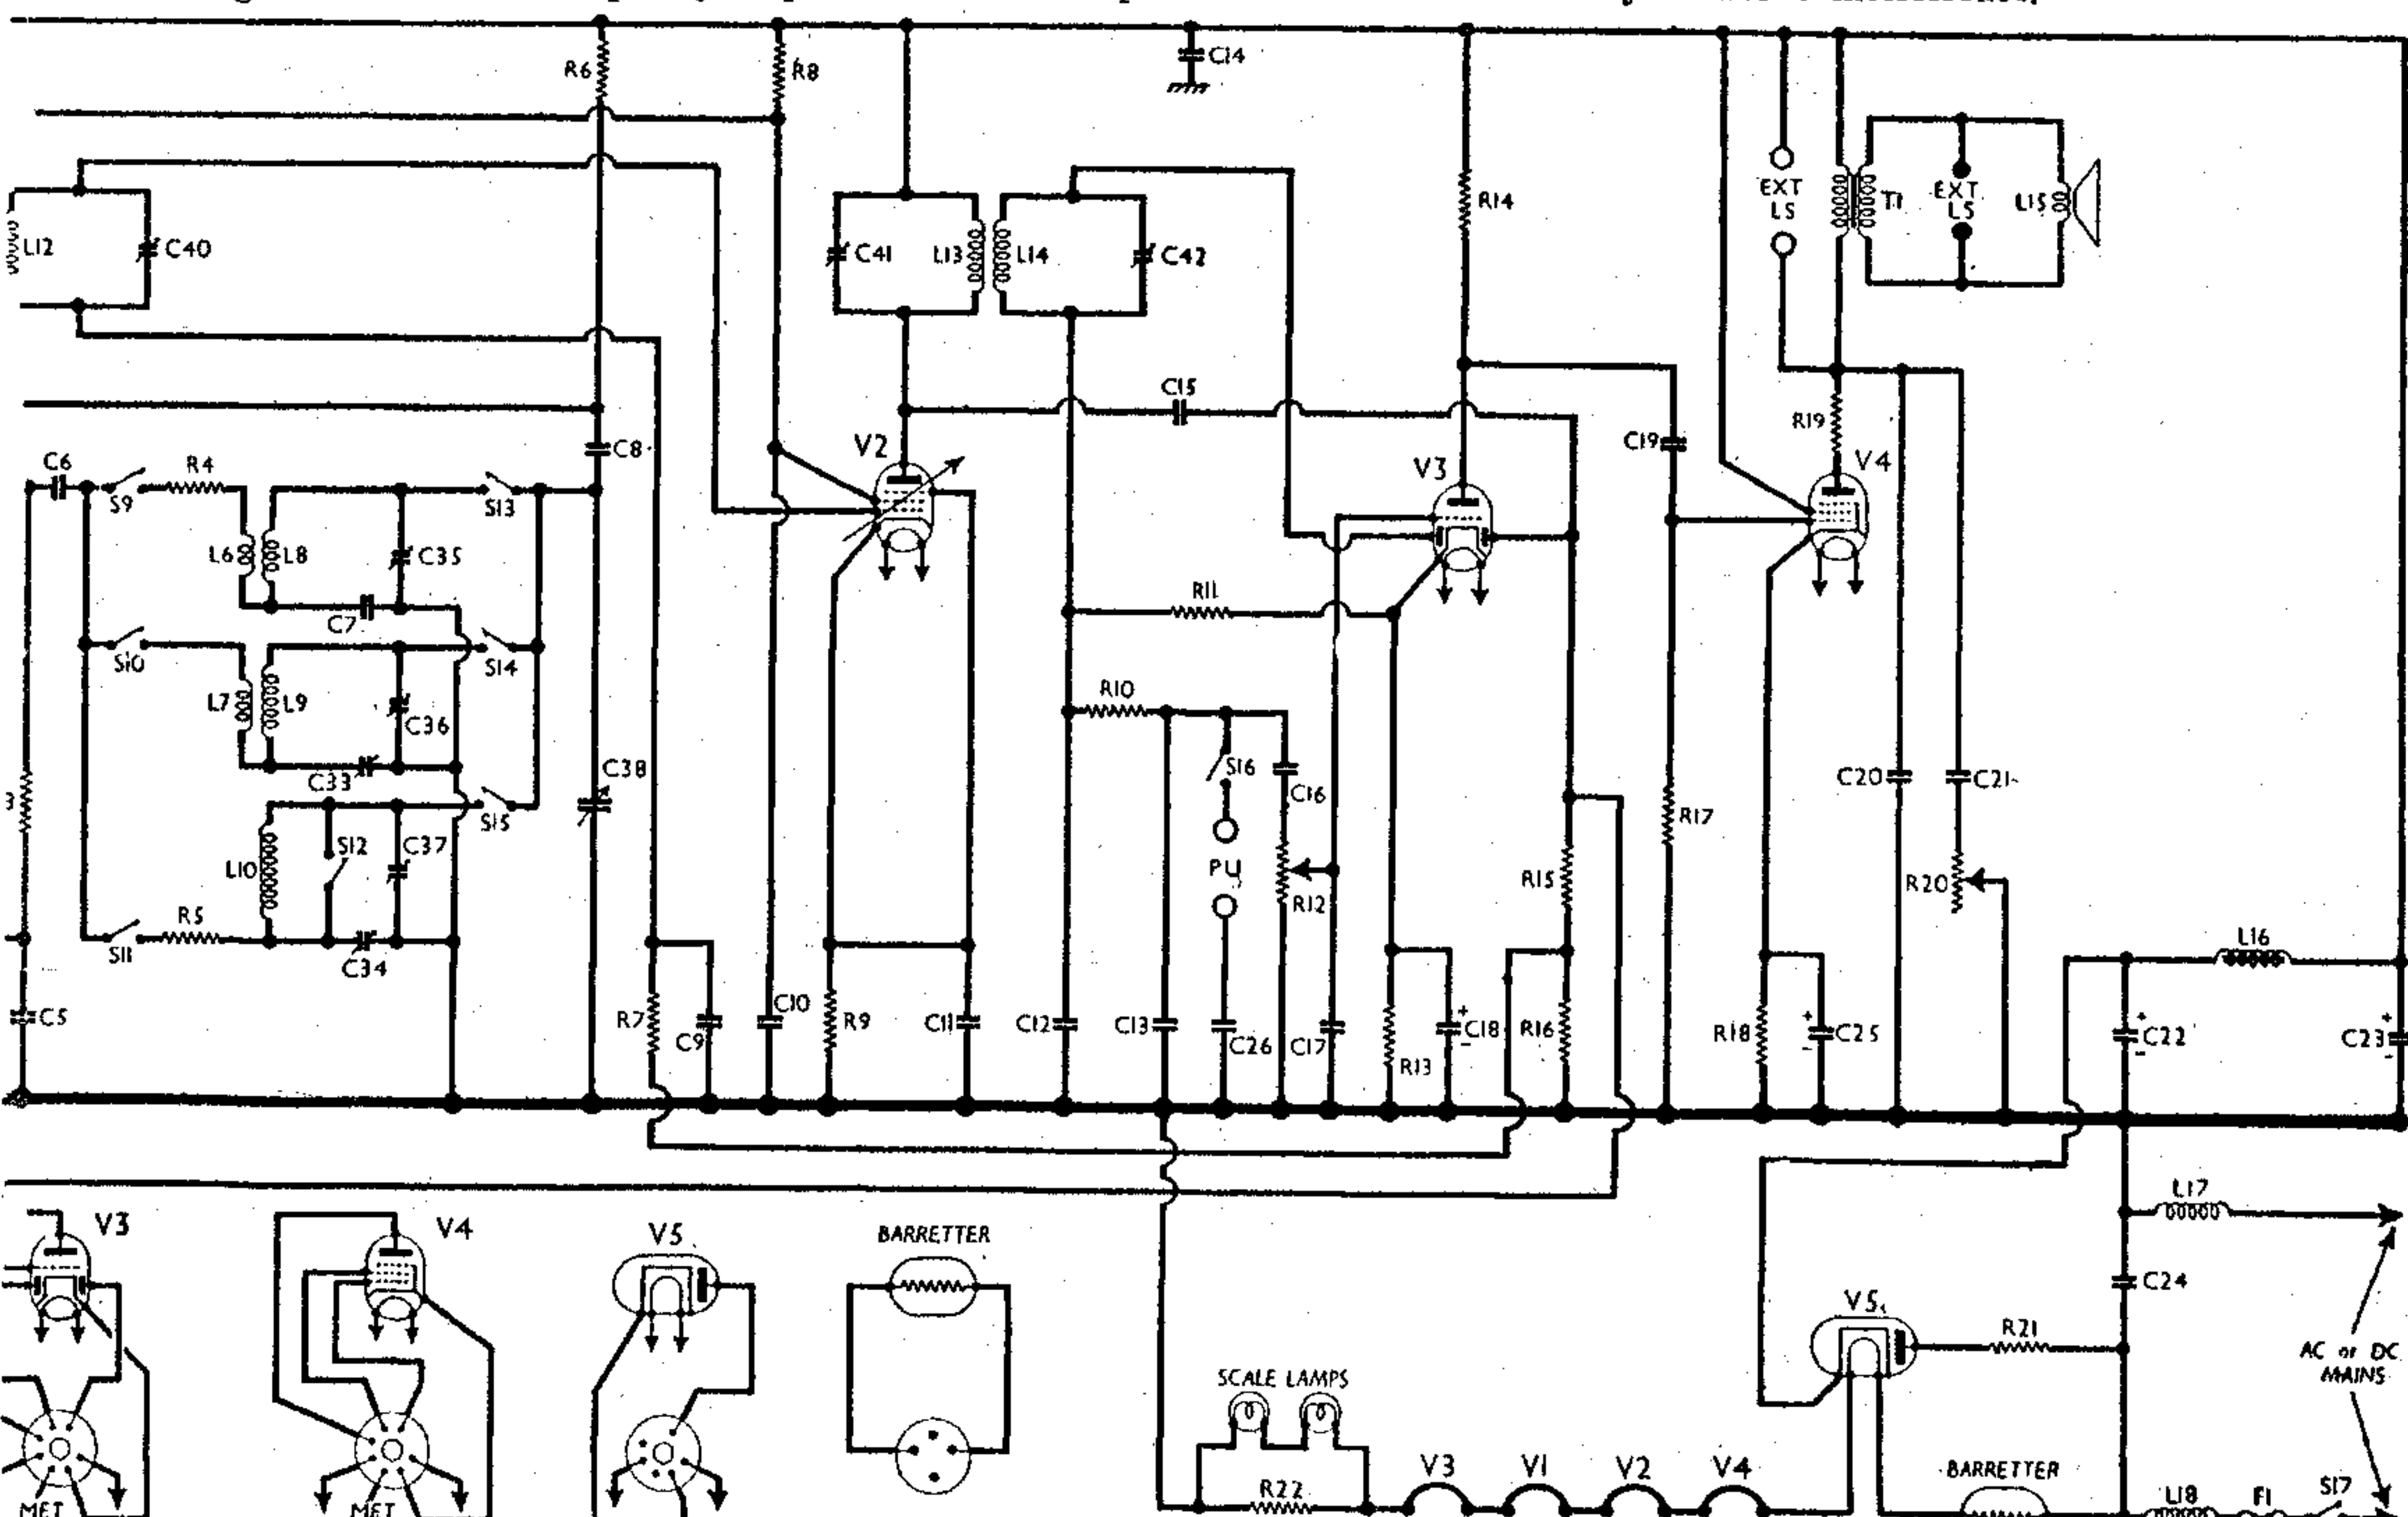 R6
R8
C14
L12
C40
C41
L13
L14
C42
R14
EXT
LS
T1
EXT
LS
L15
C15
C6
S9
R4
S13
C8
V2
V3
C19
R19
V4
L6
L8
C35
C7
R11
S10
S14
L7
L9
C36
C33
R10
S16
C16
C38
L10
S12
C37
S15
PU
R12
R17
C20
C21
R15
R20
S11
R5
C34
L16
C5
R7
C9
C10
R9
C11
C12
C13
C26
C17
R13
+
C18
-
R16
R18
+
C25
-
+
C22
-
+
C23
-
V3
V4
V5
BARRETTER
L17
C24
V5
R21
AC or DC
MAINS
SCALE LAMPS
MET
MET
R22
V3
V1
V2
V4
BARRETTER
L18
F1
S17